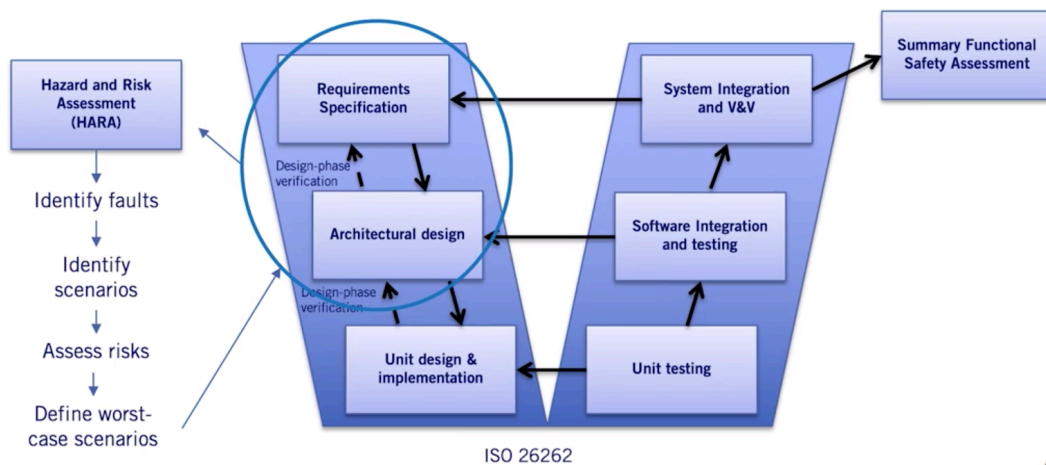 Hazard and Risk
Assessment
(HARA)
Identify faults
Identify
scenarios
Assess risks
Define worst-
case scenarios
Requirements
Specification
Design-phase
verification
Architectural design
Design-phase
verification
Unit design &
implementation
System Integration
and V&V
Software Integration
and testing
Unit testing
Summary Functional
Safety Assessment
ISO 26262